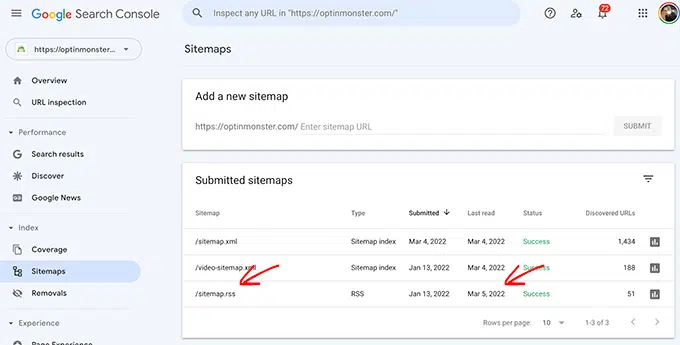 Google Search Console
Inspect any URL in "https://optinmonster.com/"
72
https://optinmonster...
Sitemaps
Overview
URL inspection
Performance
Search results
Discover
Google News
Index
Coverage
Sitemaps
Removals
Experience
Add a new sitemap
https://optinmonster.com/ Enter sitemap URL
SUBMIT
Submitted sitemaps
Sitemap Type Submitted Last read Status Discovered URLs
/sitemap.xml Sitemap index Mar 4, 2022 Mar 4, 2022 Success 1,434
/video-sitemap.xml Sitemap index Jan 13, 2022 Mar 4, 2022 Success 188
/sitemap.rss RSS Jan 13, 2022 Mar 5, 2022 Success 51
Rows per page: 10 1-3 of 3